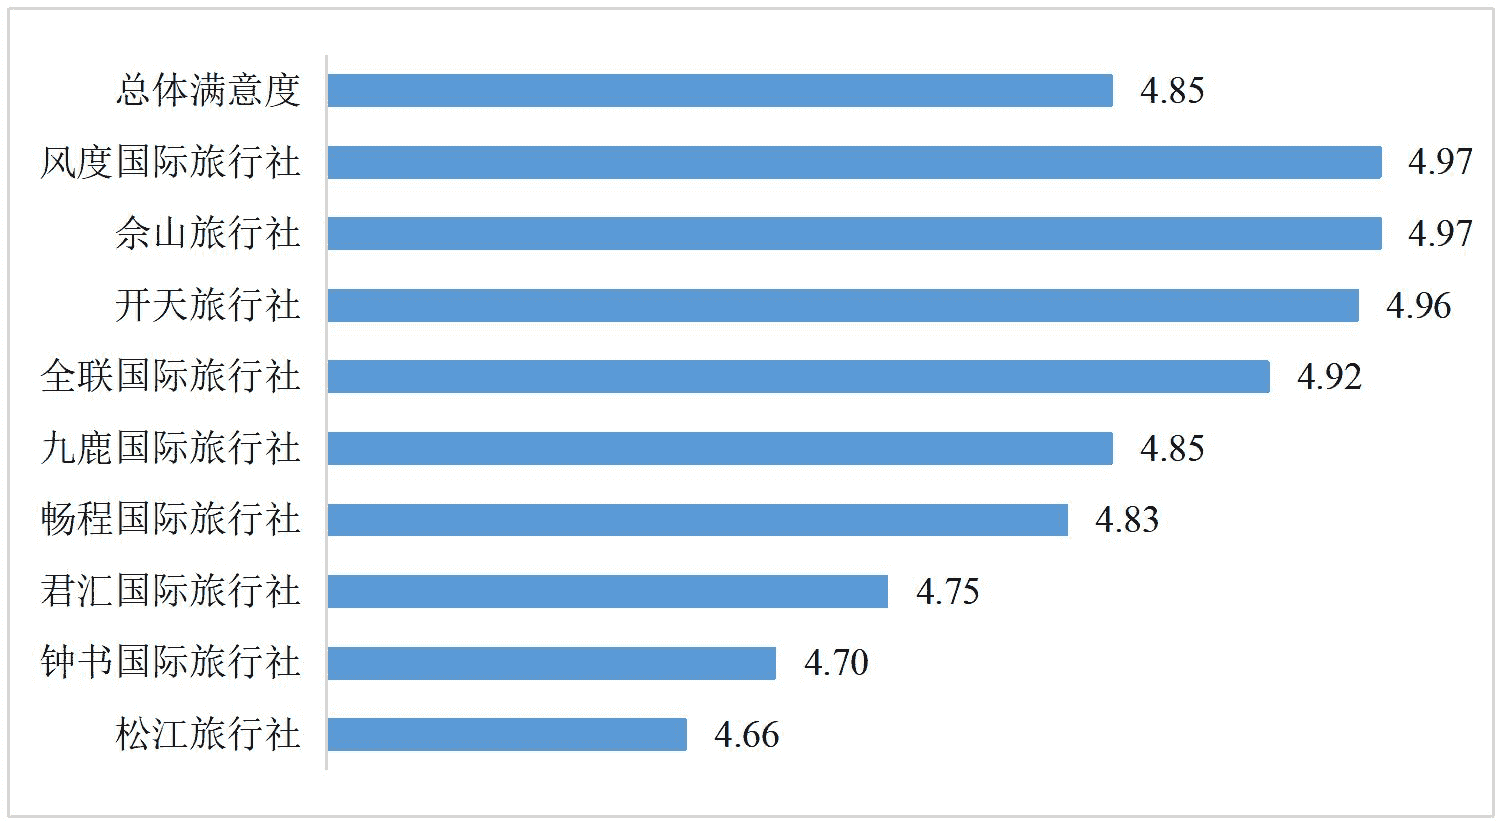 总体满意度 4.85
风度国际旅行社 4.97
佘山旅行社 4.97
开天旅行社 4.96
全联国际旅行社 4.92
九鹿国际旅行社 4.85
畅程国际旅行社 4.83
君汇国际旅行社 4.75
钟书国际旅行社 4.70
松江旅行社 4.66